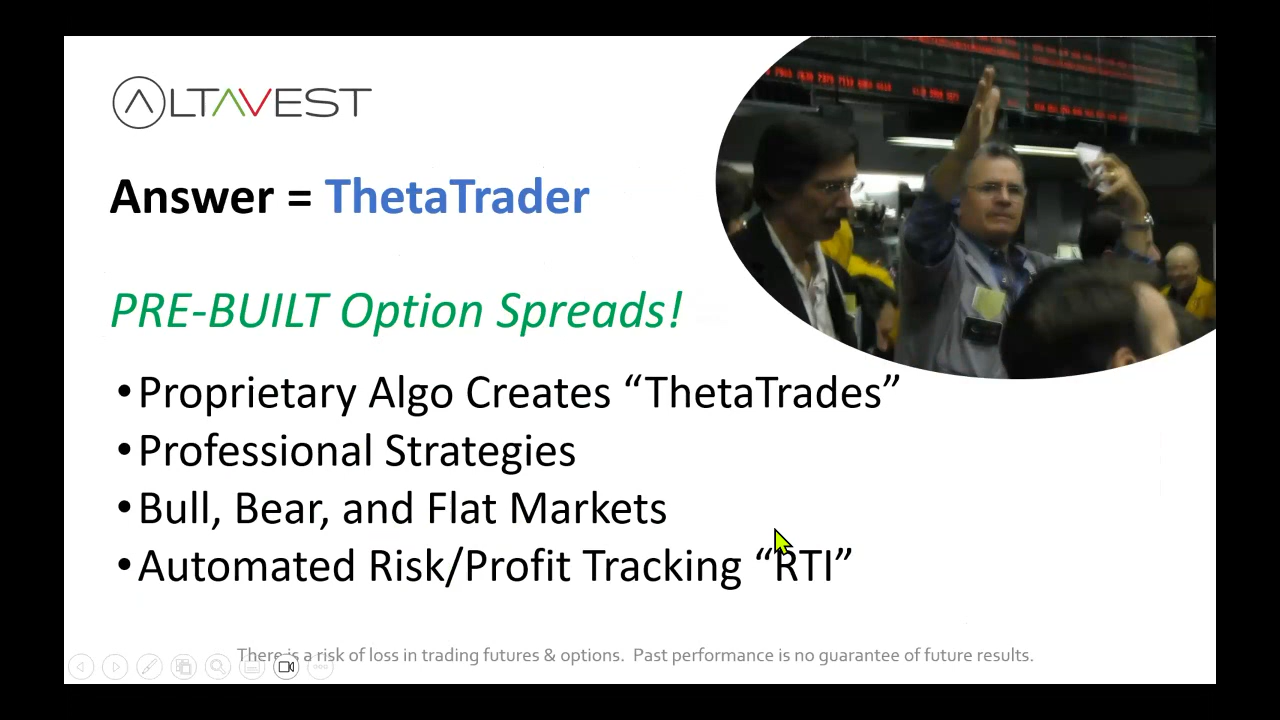 ALTAVEST
Answer = ThetaTrader
PRE-BUILT Option Spreads!
•Proprietary Algo Creates “ThetaTrades”
•Professional Strategies
•Bull, Bear, and Flat Markets
•Automated Risk/Profit Tracking “RTI”
There is a risk of loss in trading futures & options. Past performance is no guarantee of future results.